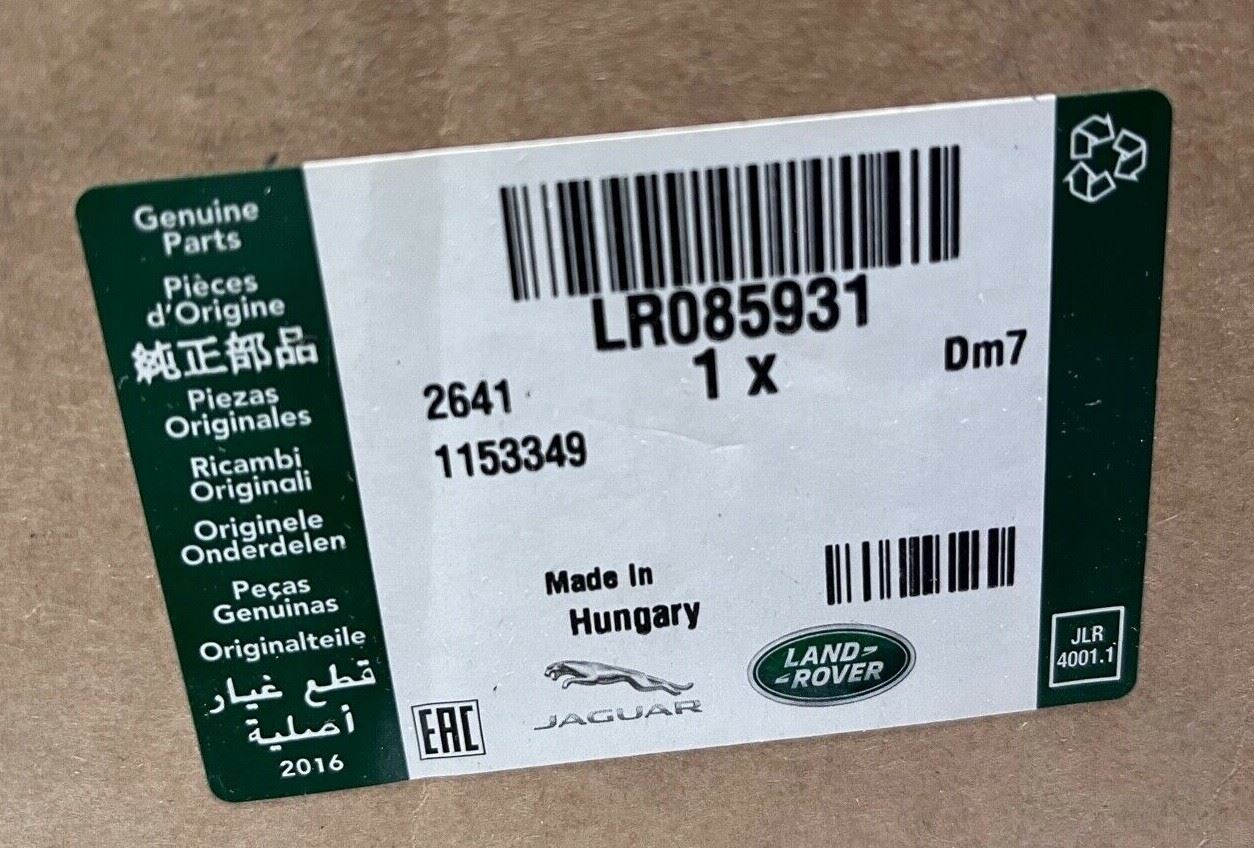 Genuine
Parts
Pièces
d'Origine
純正部品
Piezas
Originales
Ricambi
Originali
Originele
Onderdelen
Peças
Genuinas
Originalteile
قطع غيار
أصلية
2016
LR085931
1 x
Dm7
2641
1153349
Made In
Hungary
EAC
JAGUAR
LAND-
-ROVER
JLR
4001.1